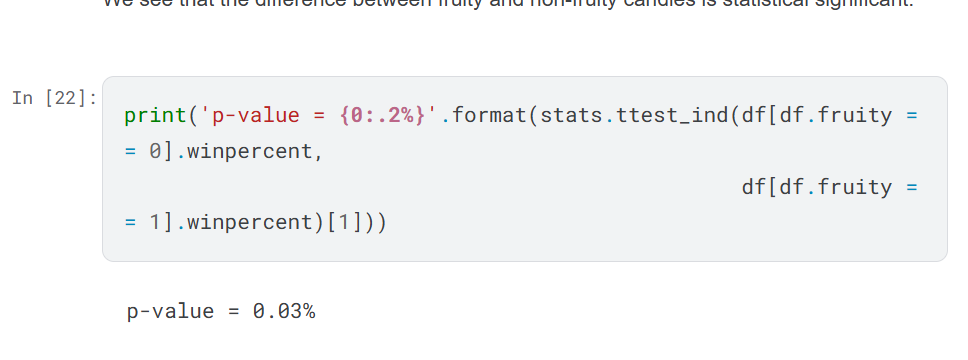 We see that the difference between fruity and non-fruity candies is statistical significant.
In [22]:
print('p-value = {0:.2%}'.format(stats.ttest_ind(df[df.fruity =
= 0].winpercent,
df[df.fruity =
= 1].winpercent)[1]))
p-value = 0.03%